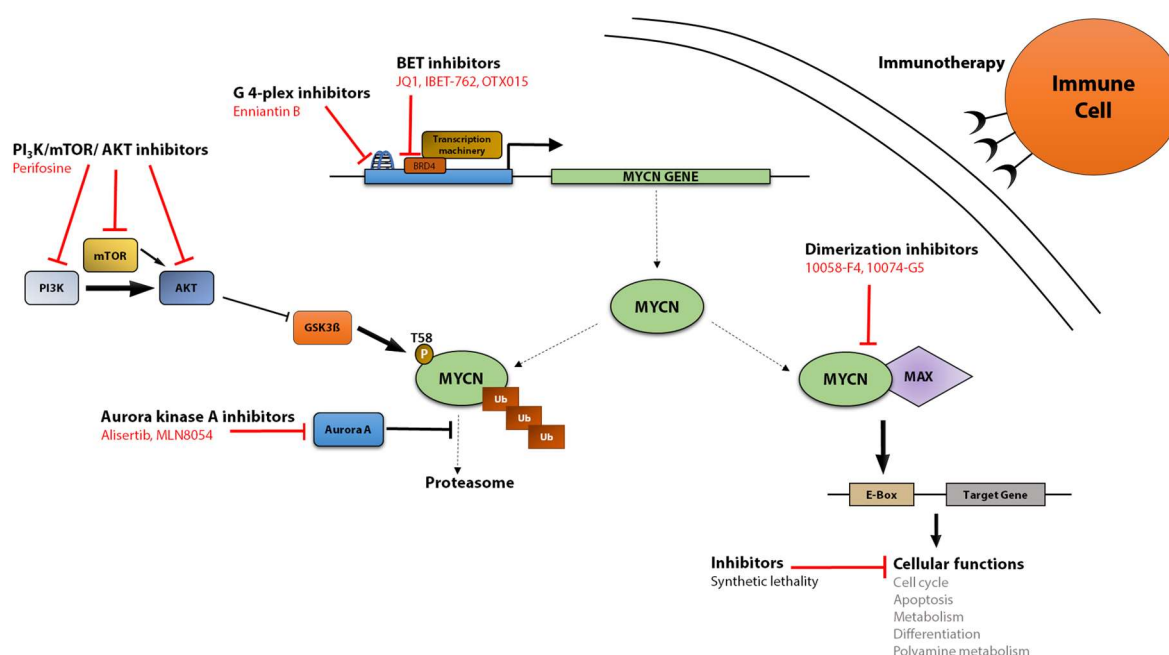 Immunotherapy
Immune
Cell
BET inhibitors
JQ1, IBET-762, OTX015
G 4-plex inhibitors
Enniantin B
Transcription
machinery
BRD4
MYCN GENE
PI3K/mTOR/ AKT inhibitors
Perifosine
mTOR
PI3K
AKT
GSK3ß
T58
P
MYCN
Ub
Ub
Ub
MYCN
Dimerization inhibitors
10058-F4, 10074-G5
MYCN
MAX
Aurora kinase A inhibitors
Alisertib, MLN8054
Aurora A
Proteasome
E-Box
Target Gene
Inhibitors
Synthetic lethality
Cellular functions
Cell cycle
Apoptosis
Metabolism
Differentiation
Polyamine metabolism